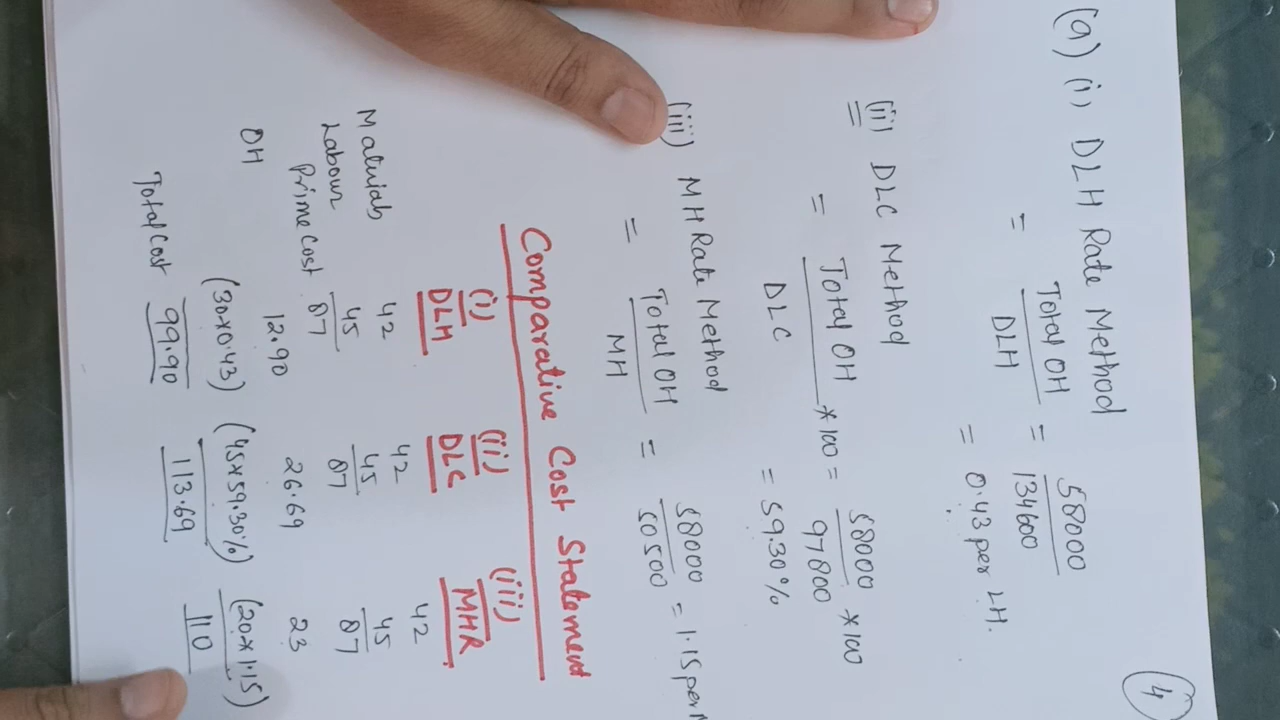 4
(a) (i) DLH Rate Method
= Total OH / DLH = 58000 / 134600
= 0.43 per LH.
(ii) DLC Method
= Total OH / DLC * 100 = 58000 / 97800 * 100
= 59.30%
(iii) MH Rate Method
= Total OH / MH = 58000 / 50500 = 1.15 per
Comparative Cost Statement
(i) (ii) (iii)
DLH DLC MHR
Materials 42 42 42
Labour 45 45 45
Prime Cost 87 87 87
OH 12.90 26.69 23
(30*0.43) (45*59.30%) (20*1.15)
Total Cost 99.90 113.69 110